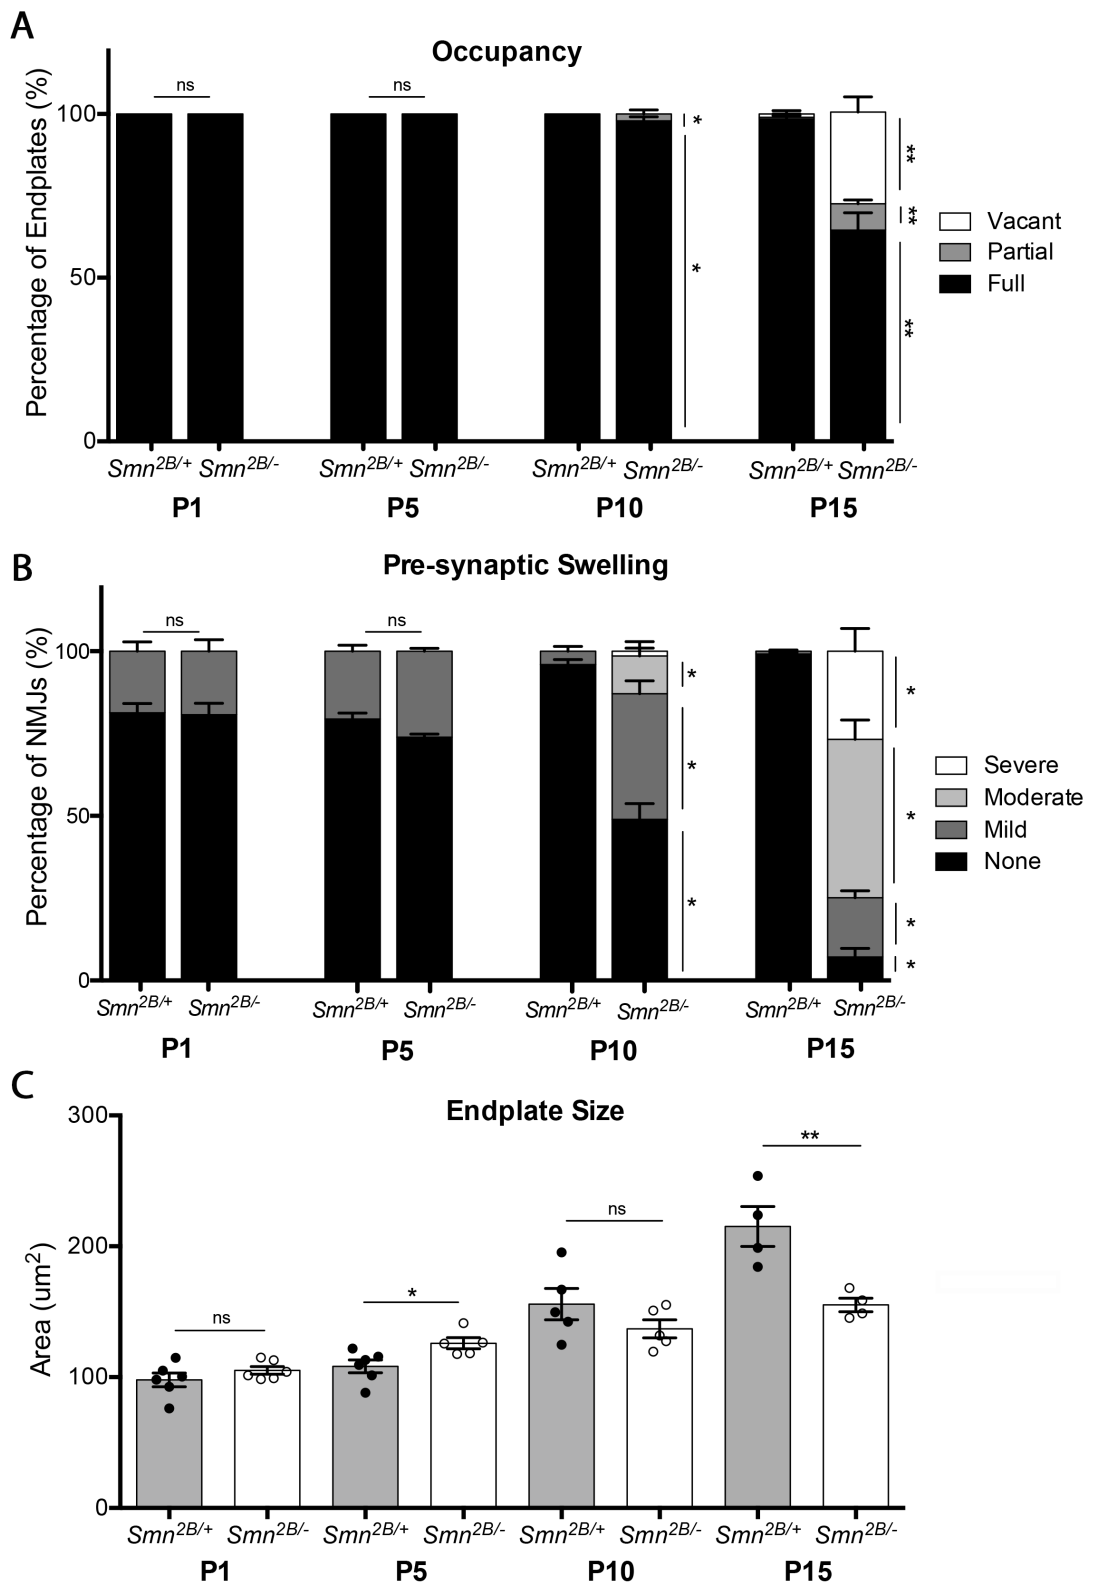 A
Occupancy
Percentage of Endplates (%)
100
50
0
ns
ns
*
*
**
**
**
Vacant
Partial
Full
Smn2B/+ Smn2B/- Smn2B/+ Smn2B/- Smn2B/+ Smn2B/- Smn2B/+ Smn2B/-
P1 P5 P10 P15
B
Pre-synaptic Swelling
Percentage of NMJs (%)
100
50
0
ns
ns
*
*
*
*
*
*
*
Severe
Moderate
Mild
None
Smn2B/+ Smn2B/- Smn2B/+ Smn2B/- Smn2B/+ Smn2B/- Smn2B/+ Smn2B/-
P1 P5 P10 P15
C
Endplate Size
Area (um2)
300
200
100
0
ns
*
ns
**
Smn2B/+ Smn2B/- Smn2B/+ Smn2B/- Smn2B/+ Smn2B/- Smn2B/+ Smn2B/-
P1 P5 P10 P15